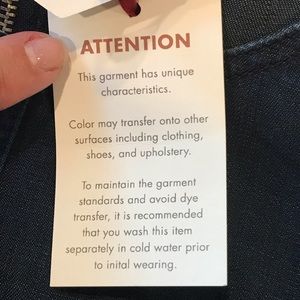 ATTENTION
This garment has unique
characteristics.
Color may transfer onto other
surfaces including clothing,
shoes, and upholstery.
To maintain the garment
standards and avoid dye
transfer, it is recommended
that you wash this item
separately in cold water prior
to inital wearing.